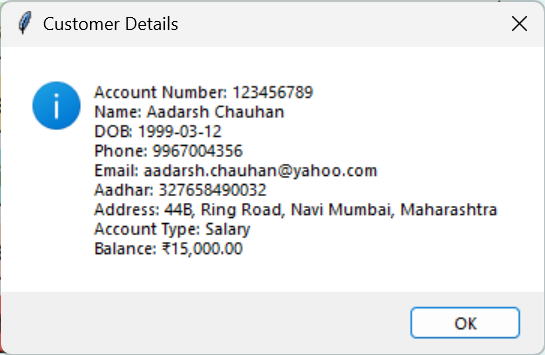 Customer Details
Account Number: 123456789
Name: Aadarsh Chauhan
DOB: 1999-03-12
Phone: 9967004356
Email: aadarsh.chauhan@yahoo.com
Aadhar: 327658490032
Address: 44B, Ring Road, Navi Mumbai, Maharashtra
Account Type: Salary
Balance: ₹15,000.00
OK